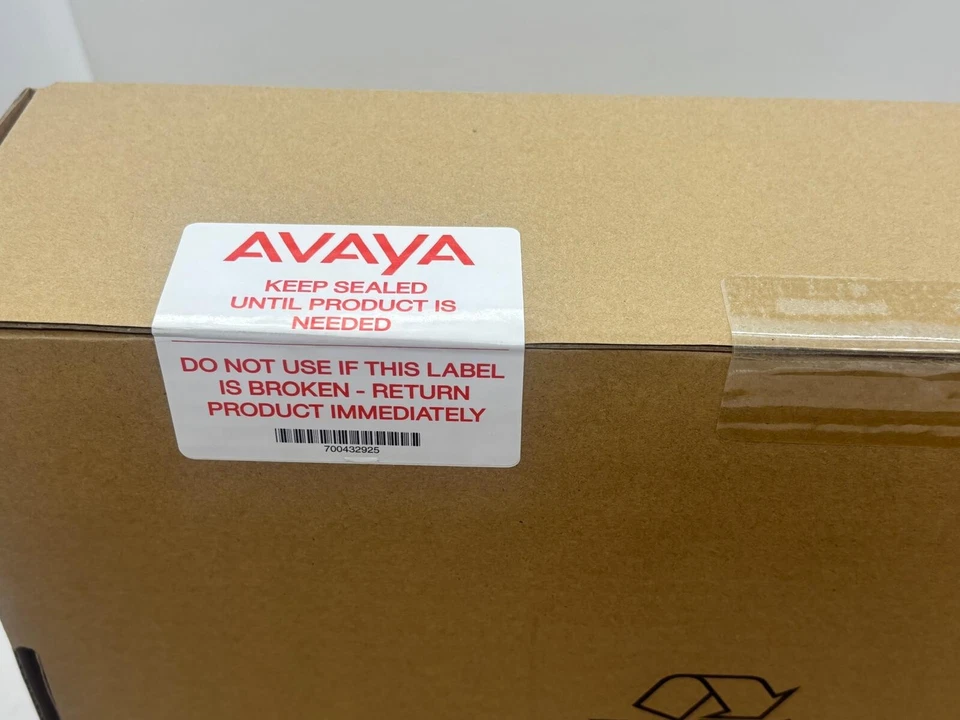 AVAYA
KEEP SEALED
UNTIL PRODUCT IS
NEEDED
DO NOT USE IF THIS LABEL
IS BROKEN - RETURN
PRODUCT IMMEDIATELY
700432925